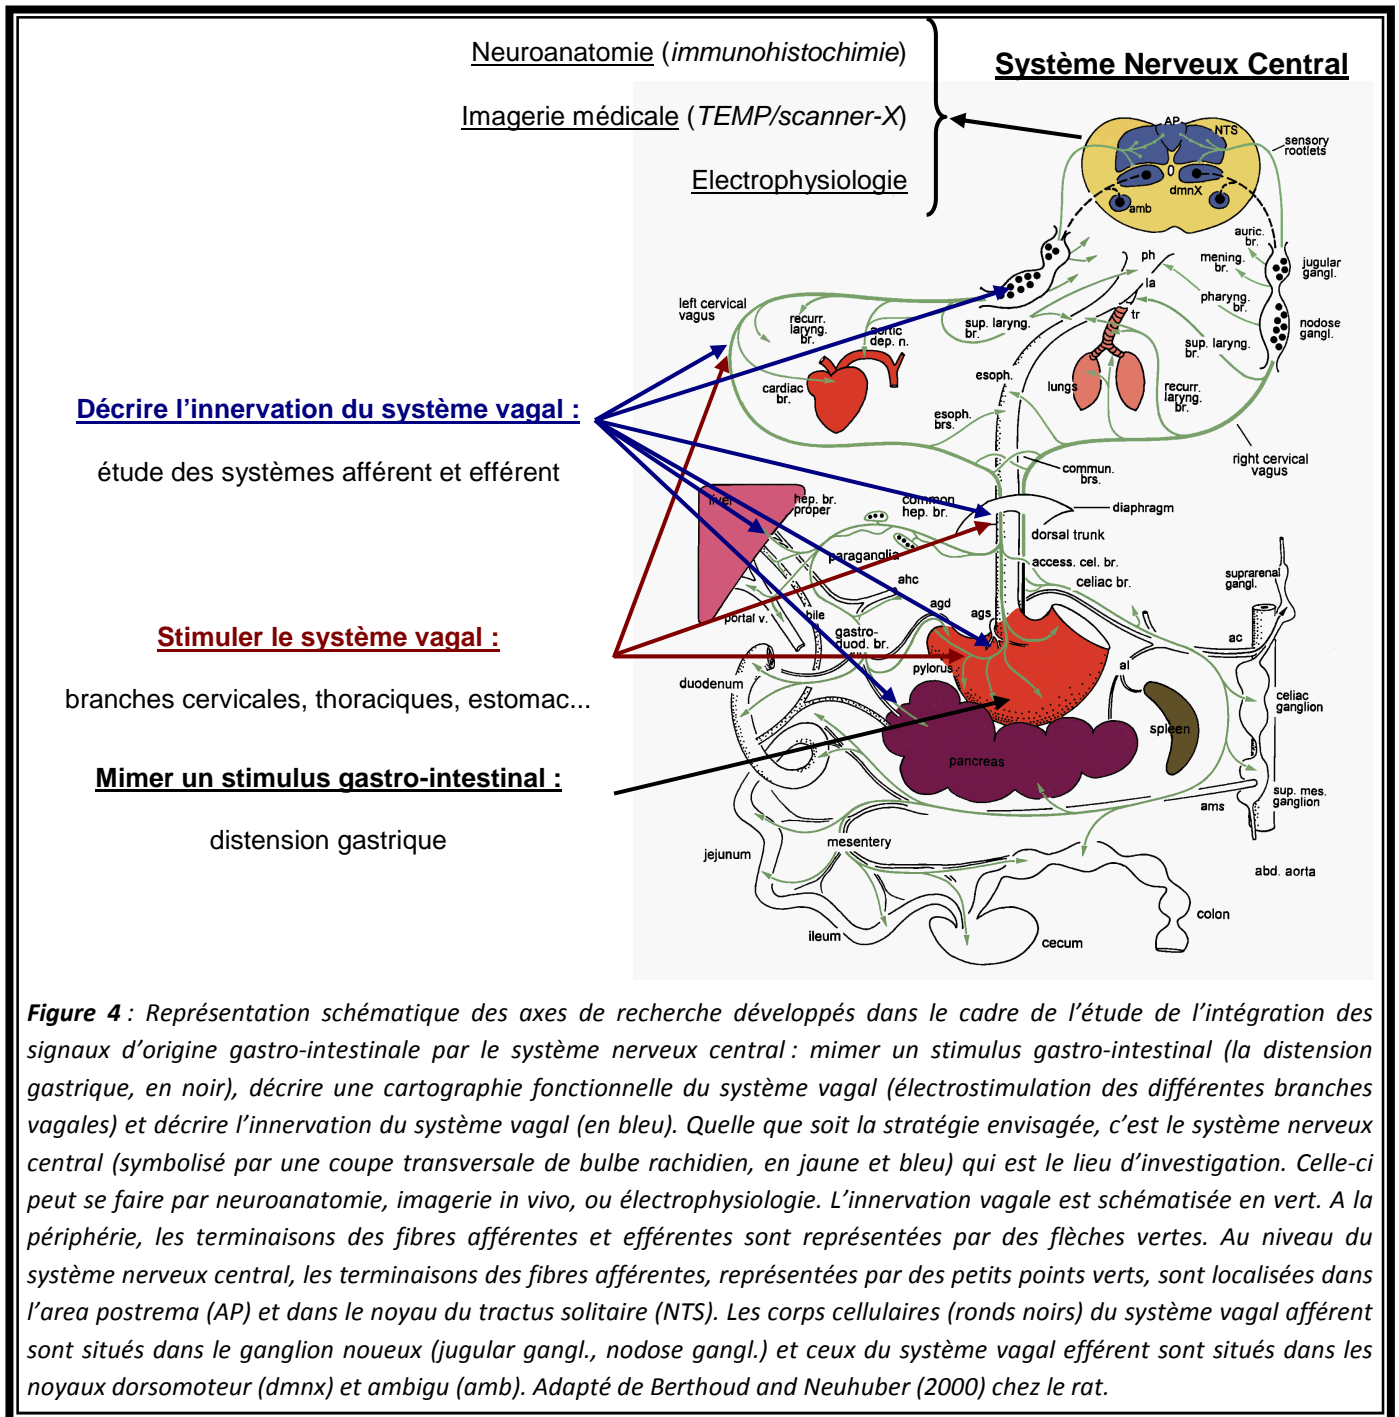 Neuroanatomie (immunohistochimie)
Système Nerveux Central
Imagerie médicale (TEMP/scanner-X)
Electrophysiologie
AP
NTS
sensory
rootlets
dmnX
amb
auric.
br.
mening.
br.
jugular
gangl.
ph
la
pharyng.
br.
tr
nodose
gangl.
left cervical
vagus
recurr.
laryng.
br.
aortic
dep. n.
sup. laryng.
br.
sup. laryng.
br.
cardiac
br.
esoph.
lungs
recurr.
laryng.
br.
esoph.
brs.
right cervical
vagus
commun.
brs.
Décrire l’innervation du système vagal :
étude des systèmes afférent et efférent
liver
hep. br.
proper
common
hep. br.
diaphragm
dorsal trunk
paraganglia
access. cel. br.
celiac br.
suprarenal
gangl.
ahc
agd
ags
portal v.
bile
gastro-
duod. br.
ac
pylorus
al
duodenum
celiac
ganglion
spleen
pancreas
ams
sup. mes.
ganglion
mesentery
jejunum
abd. aorta
colon
ileum
cecum
Stimuler le système vagal :
branches cervicales, thoraciques, estomac...
Mimer un stimulus gastro-intestinal :
distension gastrique
Figure 4 : Représentation schématique des axes de recherche développés dans le cadre de l’étude de l’intégration des
signaux d’origine gastro-intestinale par le système nerveux central : mimer un stimulus gastro-intestinal (la distension
gastrique, en noir), décrire une cartographie fonctionnelle du système vagal (électrostimulation des différentes branches
vagales) et décrire l’innervation du système vagal (en bleu). Quelle que soit la stratégie envisagée, c’est le système nerveux
central (symbolisé par une coupe transversale de bulbe rachidien, en jaune et bleu) qui est le lieu d’investigation. Celle-ci
peut se faire par neuroanatomie, imagerie in vivo, ou électrophysiologie. L’innervation vagale est schématisée en vert. A la
périphérie, les terminaisons des fibres afférentes et efférentes sont représentées par des flèches vertes. Au niveau du
système nerveux central, les terminaisons des fibres afférentes, représentées par des petits points verts, sont localisées dans
l’area postrema (AP) et dans le noyau du tractus solitaire (NTS). Les corps cellulaires (ronds noirs) du système vagal afférent
sont situés dans le ganglion noueux (jugular gangl., nodose gangl.) et ceux du système vagal efférent sont situés dans les
noyaux dorsomoteur (dmnx) et ambigu (amb). Adapté de Berthoud and Neuhuber (2000) chez le rat.